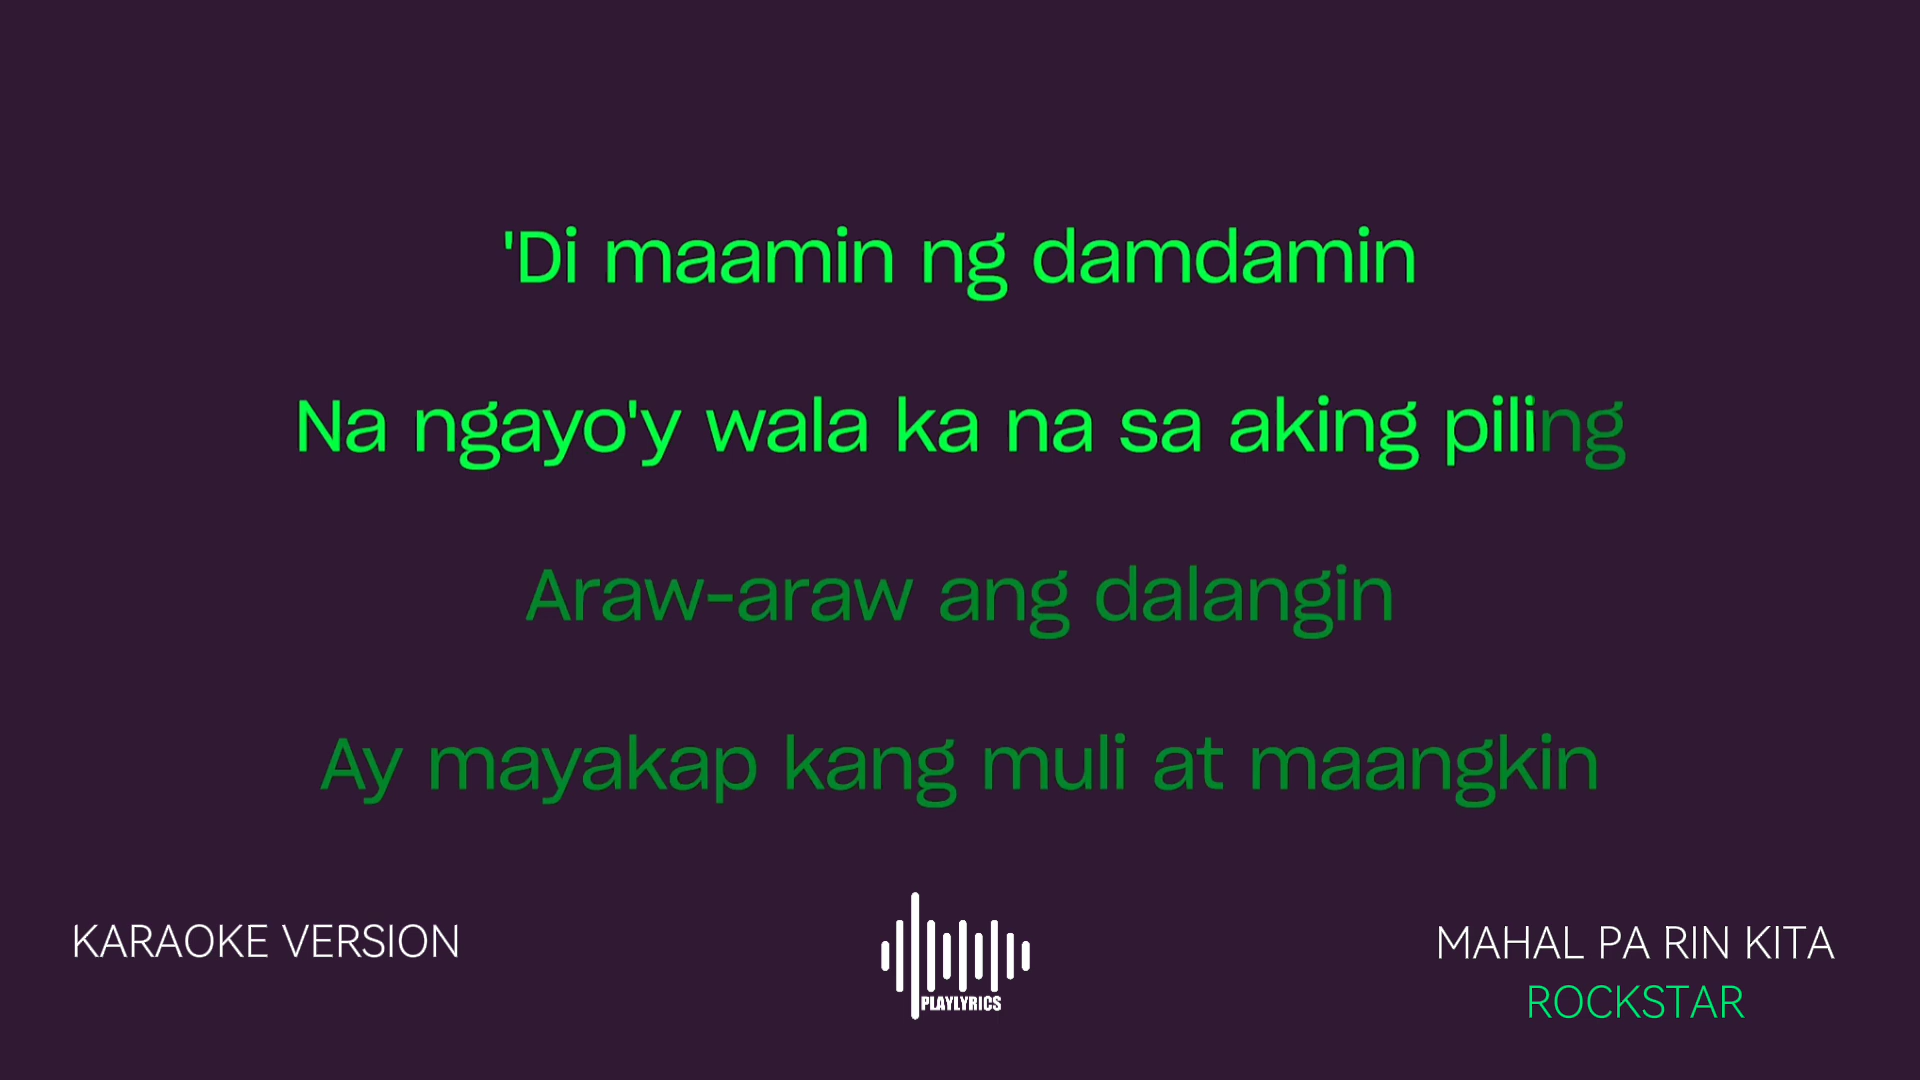 'Di maamin ng damdamin
Na ngayo'y wala ka na sa aking piling
Araw-araw ang dalangin
Ay mayakap kang muli at maangkin
KARAOKE VERSION
PLAYLYRICS
MAHAL PA RIN KITA
ROCKSTAR